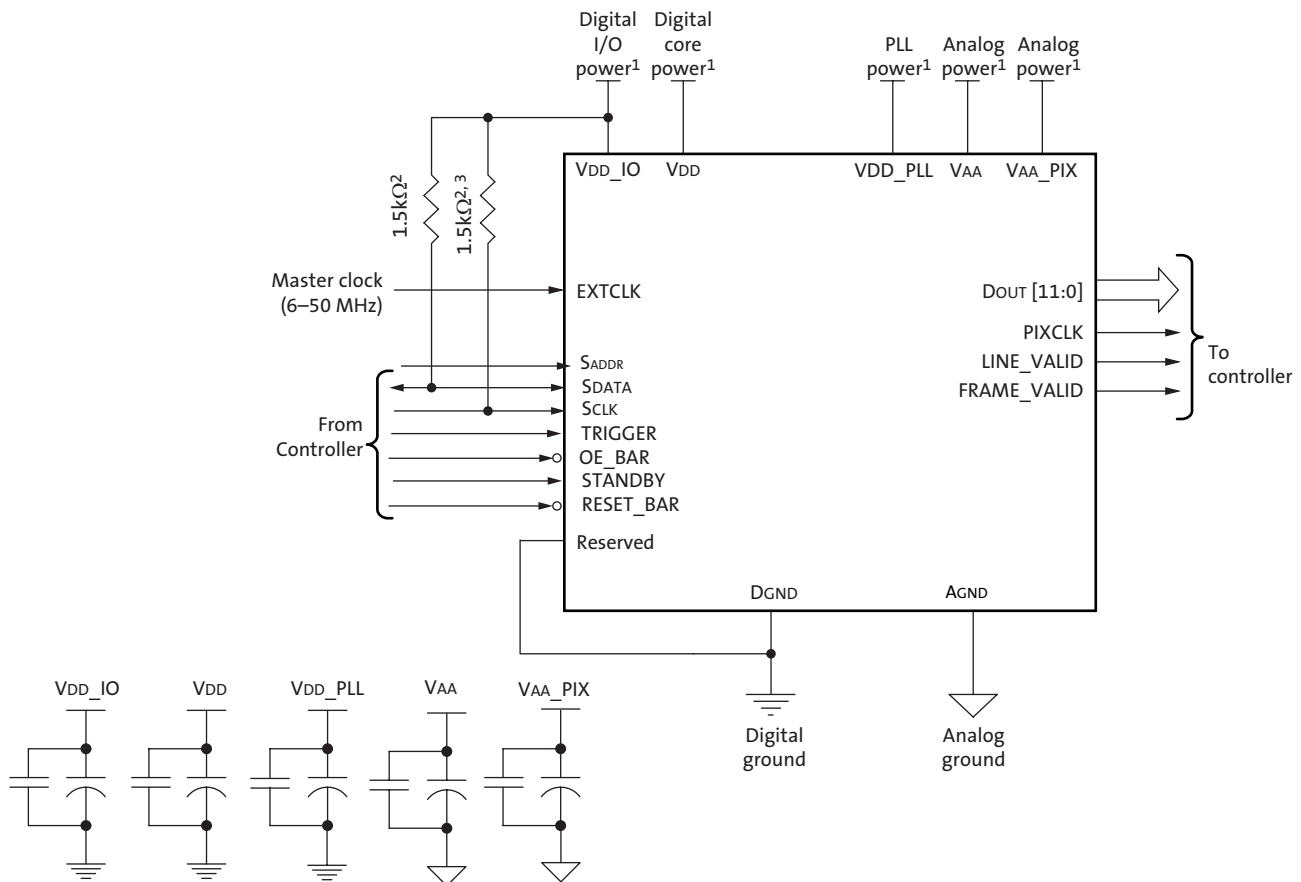 Digital
I/O
power1
Digital
core
power1
PLL
power1
Analog
power1
Analog
power1
VDD_IO
VDD
VDD_PLL
VAA
VAA_PIX
1.5kΩ2
1.5kΩ2, 3
Master clock
(6–50 MHz)
EXTCLK
SADDR
SDATA
SCLK
TRIGGER
OE_BAR
STANDBY
RESET_BAR
Reserved
From
Controller
DOUT [11:0]
PIXCLK
LINE_VALID
FRAME_VALID
To
controller
DGND
AGND
Digital
ground
Analog
ground
VDD_IO
VDD
VDD_PLL
VAA
VAA_PIX